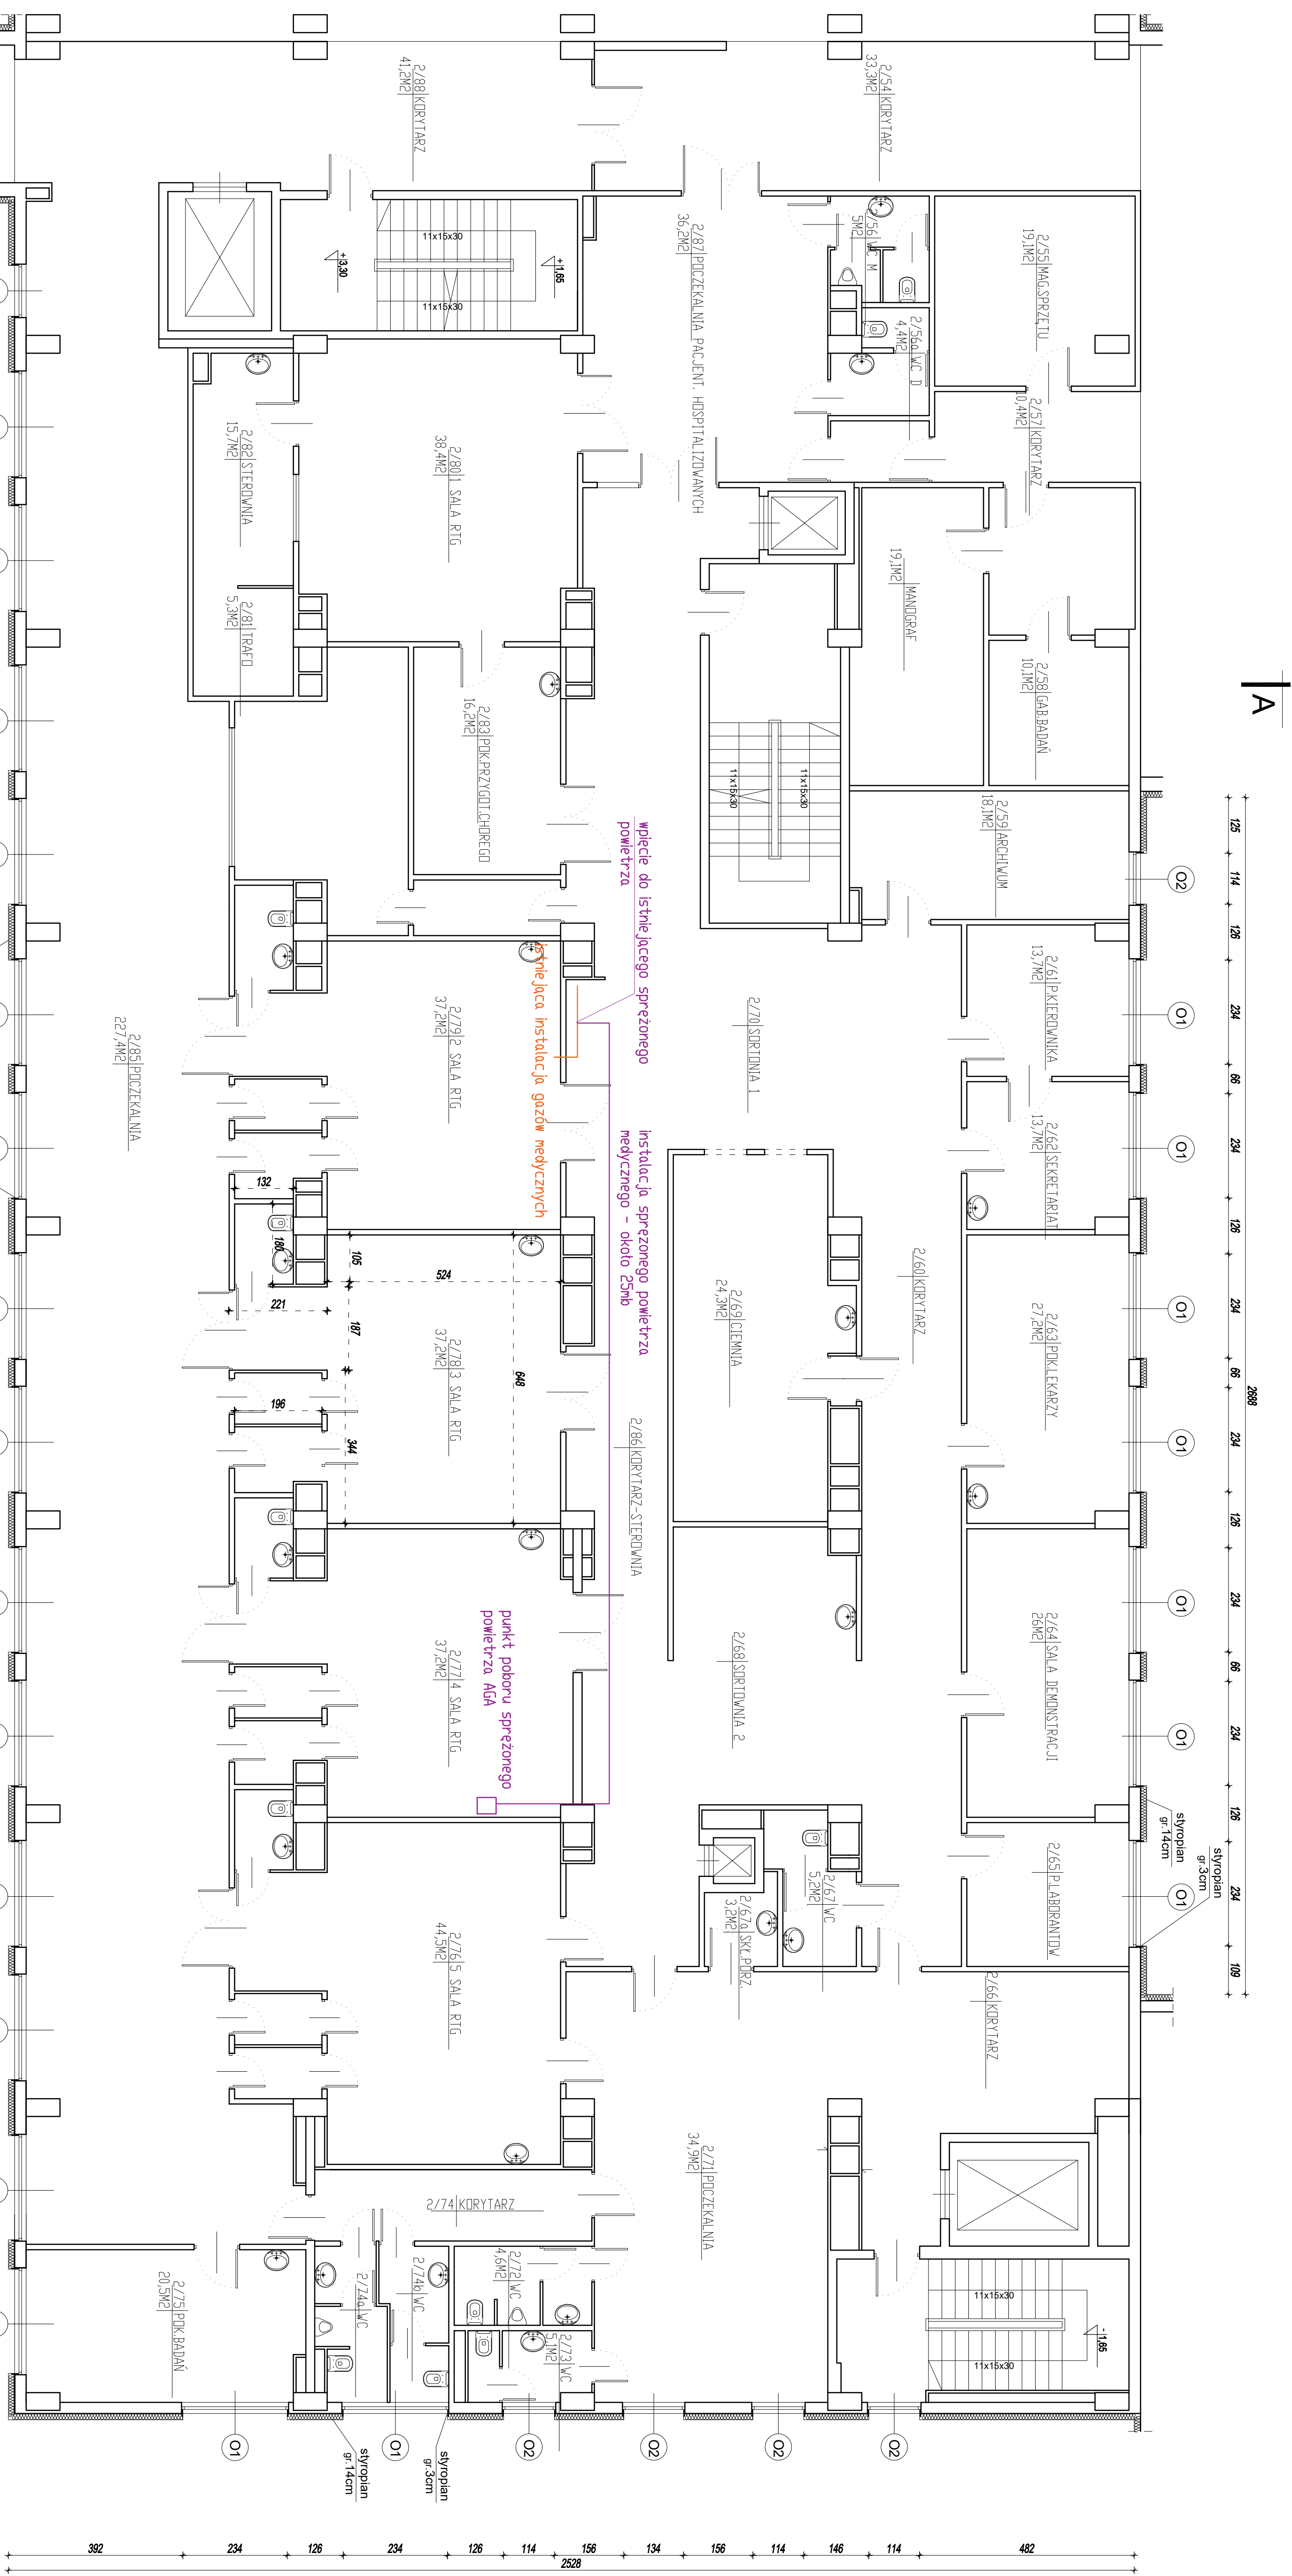 A
2/54 KORYTARZ
33,3M2
2/88 KORYTARZ
41,2M2
2/55 MAG.SPRZĘTU
19,1M2
2/56 WC M
5M2
2/56a WC D
4,4M2
2/57 KORYTARZ
10,4M2
2/87 POCZEKALNIA PACJENT. HOSPITALIZOWANYCH
36,2M2
11x15x30
11x15x30
+1,65
+3,30
2/82 STEROWNIA
15,7M2
2/81 TRAFO
5,3M2
2/80 1 SALA RTG
38,4M2
2/83 POK.PRZYGOT.CHOREGO
16,2M2
MANOGRAF
19,1M2
2/58 GAB.BADAŃ
10,1M2
2/59 ARCHIWUM
18,1M2
11x15x30
11x15x30
2/61 P.KIEROWNIKA
13,7M2
2/62 SEKRETARIAT
13,7M2
2/63 POK.LEKARZY
27,2M2
2/64 SALA DEMONSTRACJI
26M2
2/65 P.LABORANTÓW
2/66 KORYTARZ
2/60 KORYTARZ
2/70 SORTONIA 1
2/69 CIEMNIA
24,3M2
2/68 SORTOWNIA 2
2/67 WC
5,2M2
2/67a SKŁ.PORZ.
3,2M2
2/86 KORYTARZ-STEROWNIA
wpięcie do istniejącego sprężonego
powietrza
instalacja sprężonego powietrza
medycznego - około 25mb
istniejąca instalacja gazów medycznych
punkt poboru sprężonego
powietrza AGA
2/79 2 SALA RTG
37,2M2
2/78 3 SALA RTG
37,2M2
2/77 4 SALA RTG
37,2M2
2/76 5 SALA RTG
44,5M2
2/85 POCZEKALNIA
227,4M2
132
180
221
105
524
187
648
196
344
2/71 POCZEKALNIA
34,9M2
2/74 KORYTARZ
2/72 WC
4,6M2
2/73 WC
5,1M2
2/74b WC
2/74a WC
2/75 POK.BADAŃ
20,5M2
11x15x30
11x15x30
-1,65
2688
125
114
126
234
66
234
126
234
66
234
126
234
66
234
126
234
109
O2
O1
O1
O1
O1
O1
O1
O1
styropian
gr.14cm
styropian
gr.3cm
O1
O1
O2
O2
O2
O2
styropian
gr.14cm
styropian
gr.3cm
392
234
126
234
126
114
156
134
156
114
146
114
482
2528